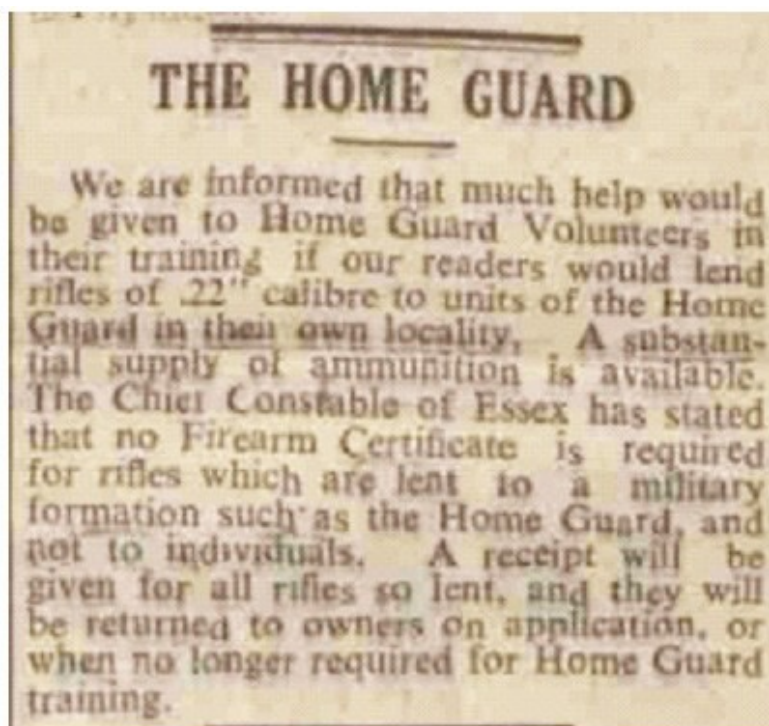 THE HOME GUARD
We are informed that much help would
be given to Home Guard Volunteers in
their training if our readers would lend
rifles of .22" calibre to units of the Home
Guard in their own locality. A substan-
tial supply of ammunition is available.
The Chief Constable of Essex has stated
that no Firearm Certificate is required
for rifles which are lent to a military
formation such as the Home Guard, and
not to individuals. A receipt will be
given for all rifles so lent, and they will
be returned to owners on application, or
when no longer required for Home Guard
training.